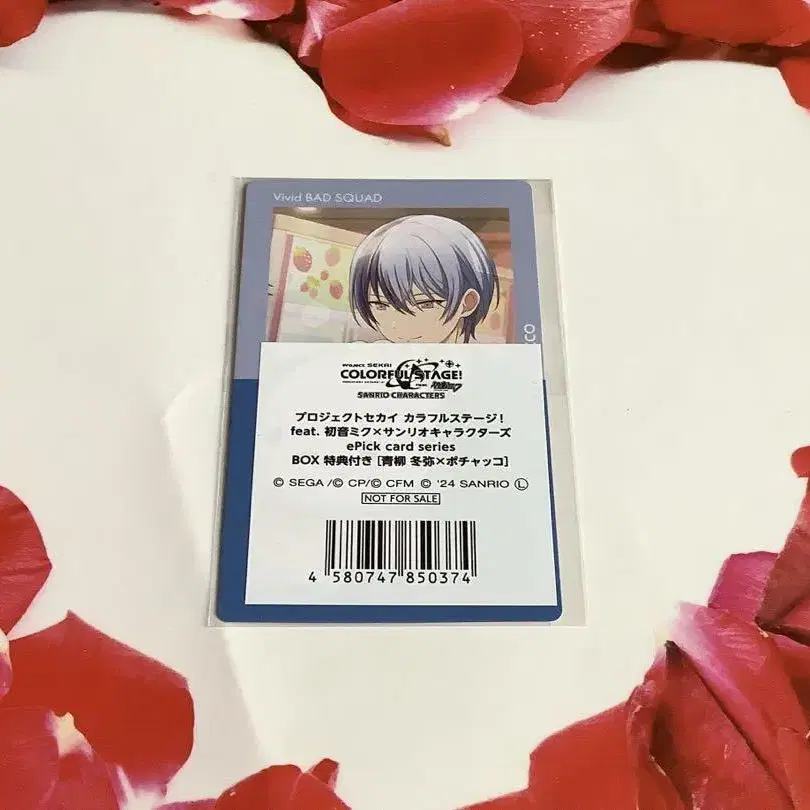 Vivid BAD SQUAD
CCO
PROJECT SEKAI
COLORFUL STAGE!
SANRIO CHARACTERS
プロジェクトセカイ カラフルステージ！
feat. 初音ミク×サンリオキャラクターズ
ePick card series
BOX 特典付き [青柳 冬弥×ポチャッコ]
© SEGA /© CP/© CFM © '24 SANRIO Ⓛ
NOT FOR SALE
4 580747 850374